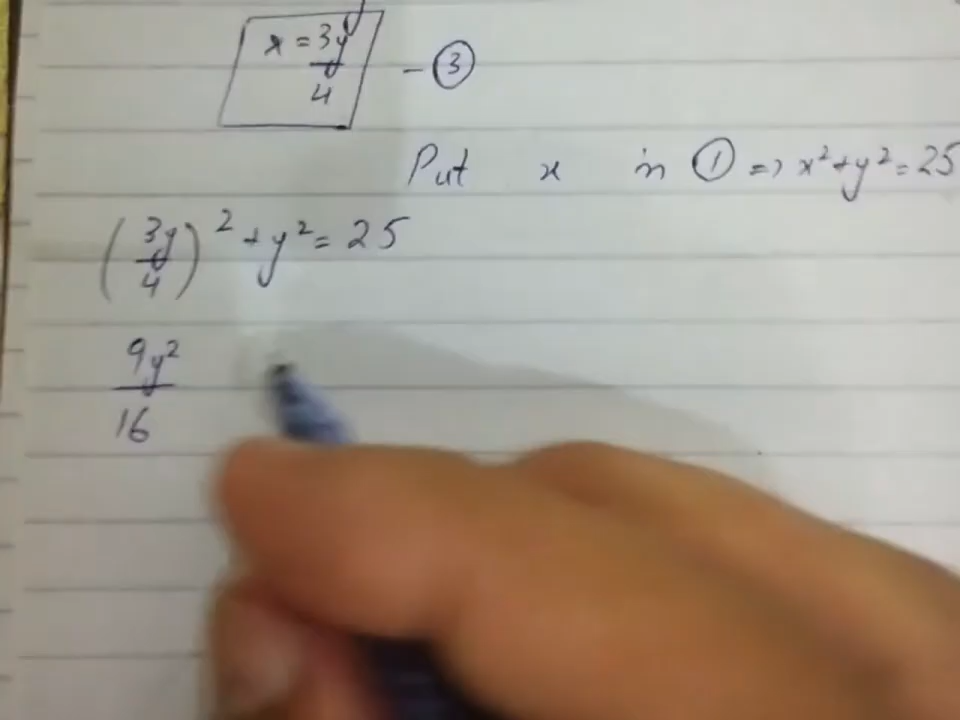 x = 3y/4 - ③
Put x in ① => x² + y² = 25
(3y/4)² + y² = 25
9y²/16